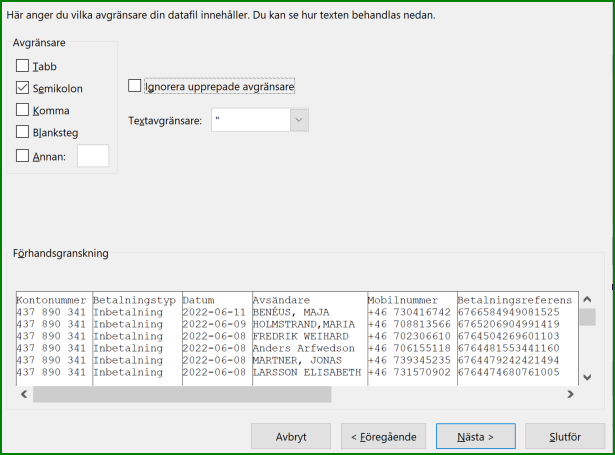 Här anger du vilka avgränsare din datafil innehåller. Du kan se hur texten behandlas nedan.
Avgränsare
Tabb
Semikolon
Ignorera upprepade avgränsare
Komma
Textavgränsare: "
Blanksteg
Annan:
Förhandsgranskning
Kontonummer Betalningstyp Datum Avsändare Mobilnummer Betalningsreferens
437 890 341 Inbetalning 2022-06-11 BENÉUS, MAJA +46 730416742 6766584949081525
437 890 341 Inbetalning 2022-06-09 HOLMSTRAND,MARIA +46 708813566 6765206904991419
437 890 341 Inbetalning 2022-06-08 FREDRIK WEIHARD +46 702306610 6764504269601103
437 890 341 Inbetalning 2022-06-08 Anders Arfwedson +46 706155118 6764481553441160
437 890 341 Inbetalning 2022-06-08 MARTNER, JONAS +46 739345235 6764479242421494
437 890 341 Inbetalning 2022-06-08 LARSSON ELISABETH +46 731570902 6764474680761005
Avbryt < Föregående Nästa > Slutför